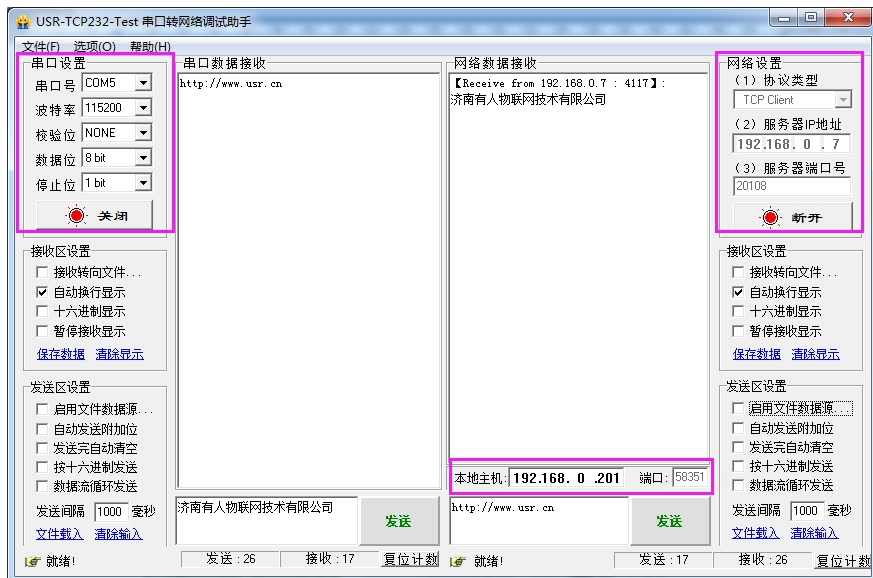 USR-TCP232-Test 串口转网络调试助手
文件(F) 选项(O) 帮助(H)
串口设置
串口号 COM5
波特率 115200
校验位 NONE
数据位 8 bit
停止位 1 bit
关闭
接收区设置
接收转向文件...
自动换行显示
十六进制显示
暂停接收显示
保存数据 清除显示
发送区设置
启用文件数据源...
自动发送附加位
发送完自动清空
按十六进制发送
数据流循环发送
发送间隔 1000 毫秒
文件载入 清除输入
就绪!
串口数据接收
http://www.usr.cn
济南有人物联网技术有限公司
发送
发送 : 26 接收 : 17 复位计数
网络数据接收
【Receive from 192.168.0.7 : 4117】:
济南有人物联网技术有限公司
本地主机: 192.168. 0 .201 端口: 58351
http://www.usr.cn
发送
就绪!
发送 : 17 接收 : 26 复位计数
网络设置
(1) 协议类型
TCP Client
(2) 服务器IP地址
192.168. 0 . 7
(3) 服务器端口号
20108
断开
接收区设置
接收转向文件...
自动换行显示
十六进制显示
暂停接收显示
保存数据 清除显示
发送区设置
启用文件数据源...
自动发送附加位
发送完自动清空
按十六进制发送
数据流循环发送
发送间隔 1000 毫秒
文件载入 清除输入